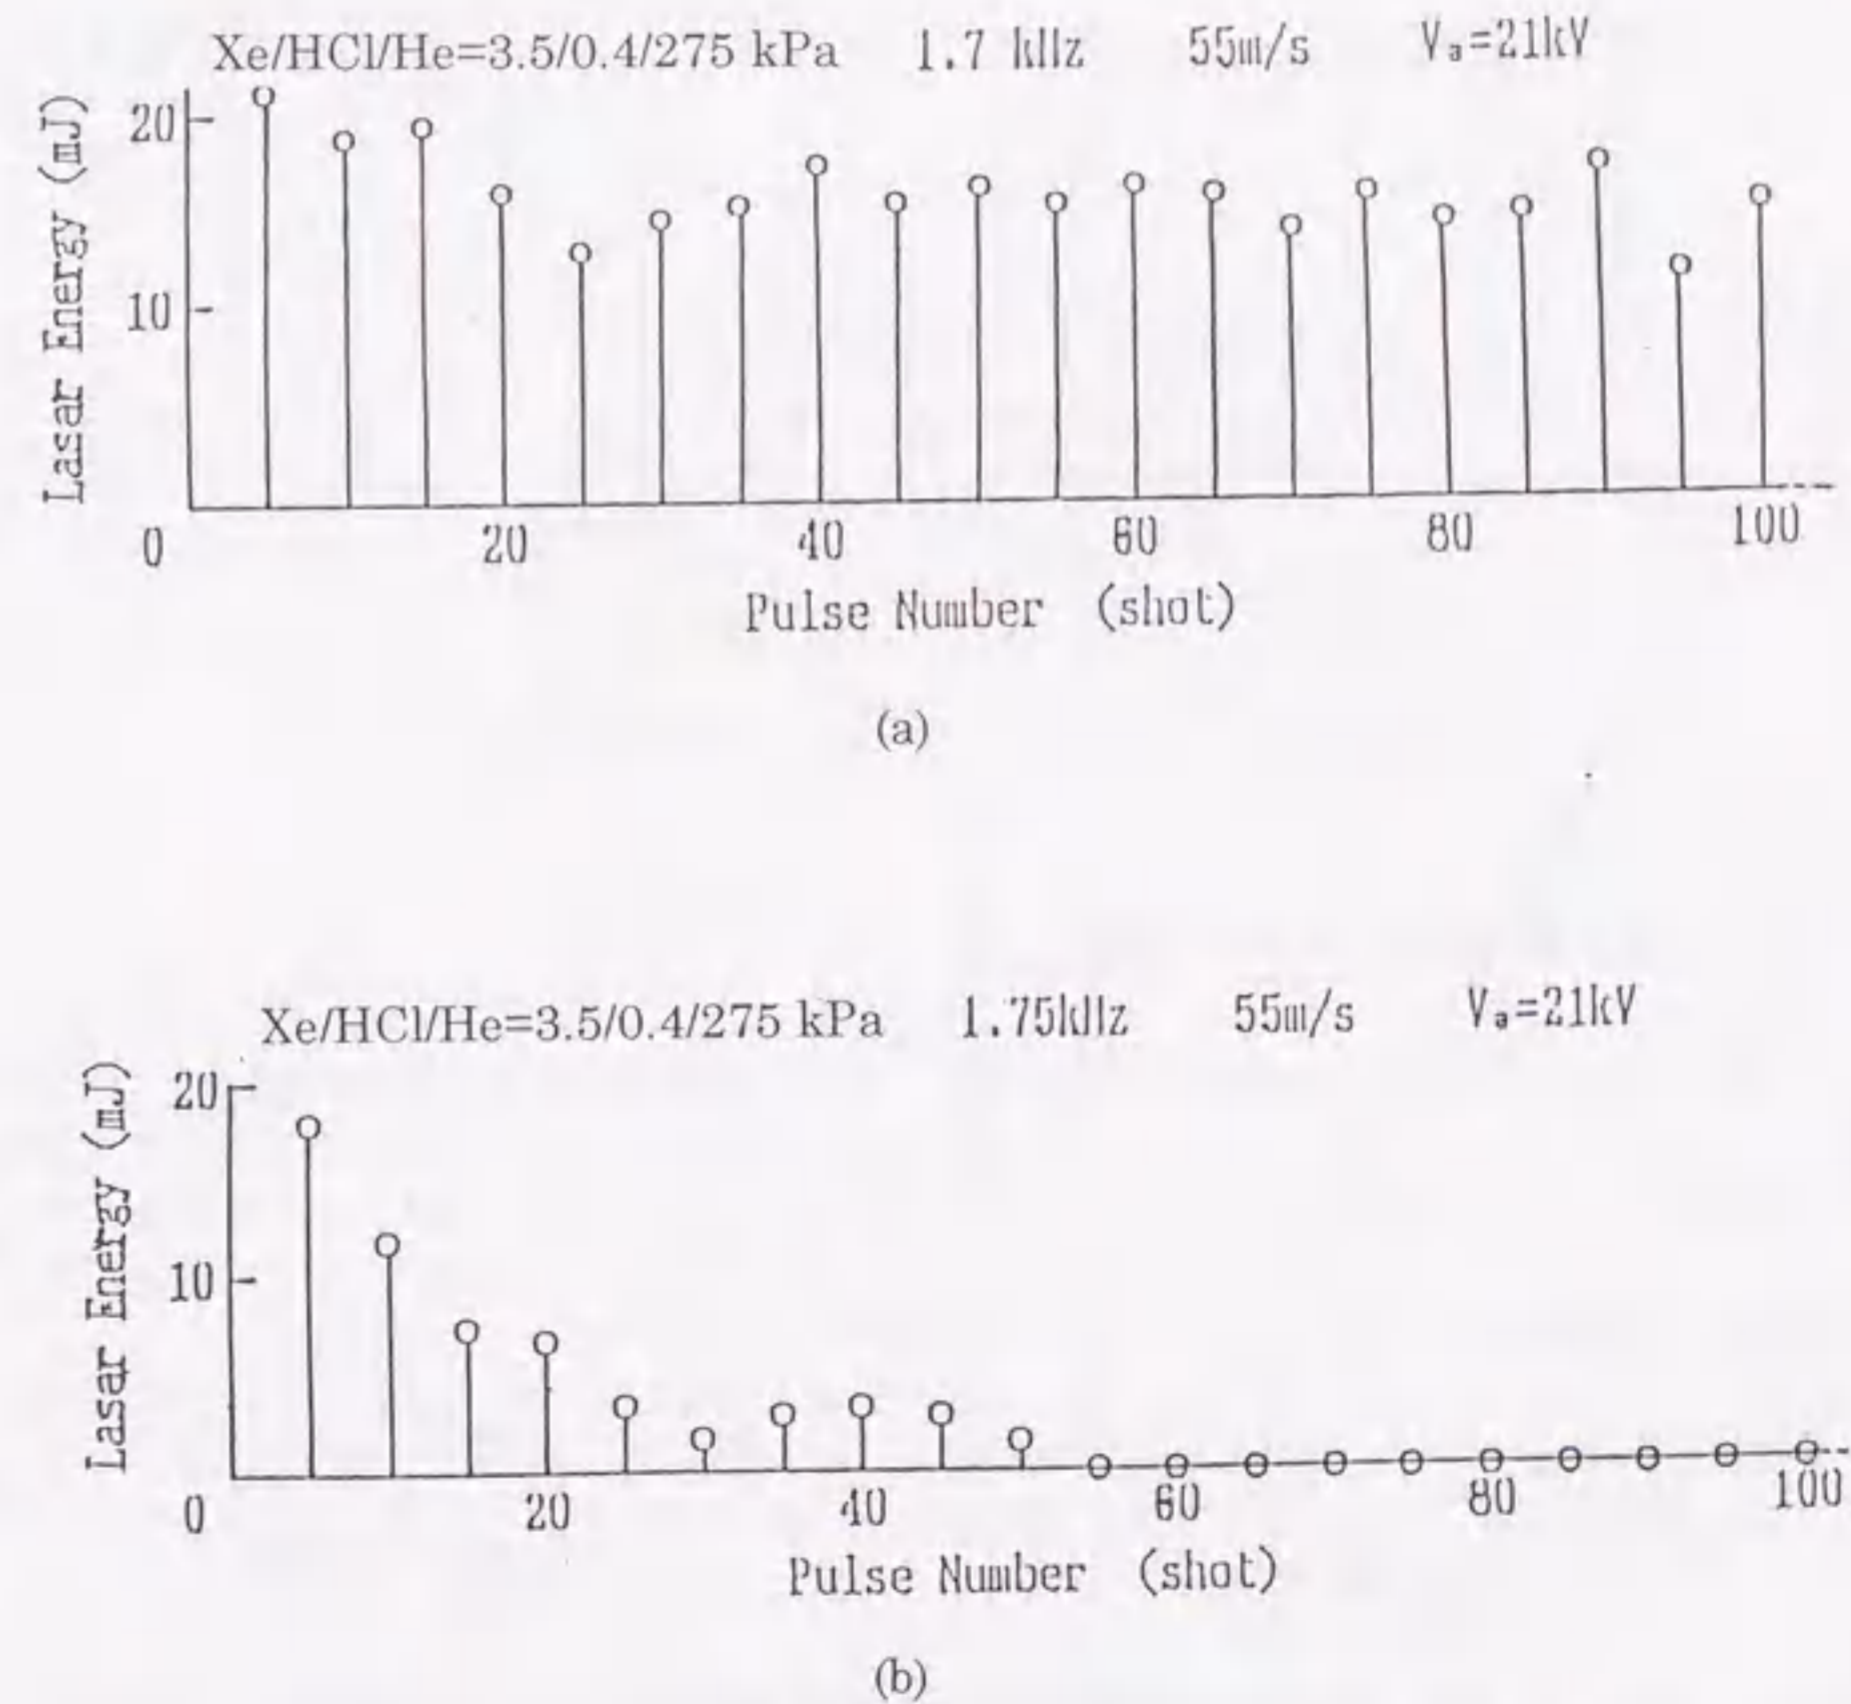 Xe/HCl/He=3.5/0.4/275 kPa 1.7 kHz 55m/s Va=21kV
Lasar Energy (mJ)
20
10
0 20 40 60 80 100
Pulse Number (shot)
(a)
Xe/HCl/He=3.5/0.4/275 kPa 1.75kHz 55m/s Va=21kV
Lasar Energy (mJ)
20
10
0 20 40 60 80 100
Pulse Number (shot)
(b)